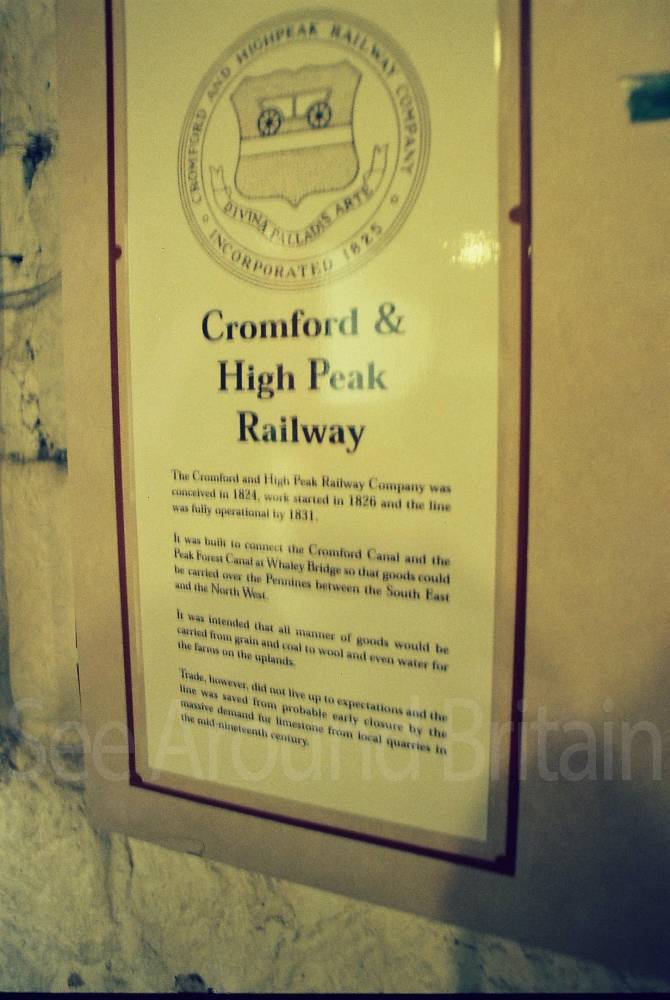 CROMFORD AND HIGHPEAK RAILWAY COMPANY
DIVINA PALLADIS ARTE
INCORPORATED 1825
Cromford &
High Peak
Railway
The Cromford and High Peak Railway Company was
conceived in 1824, work started in 1826 and the line
was fully operational by 1831.
It was built to connect the Cromford Canal and the
Peak Forest Canal at Whaley Bridge so that goods could
be carried over the Pennines between the South East
and the North West.
It was intended that all manner of goods would be
carried from grain and coal to wool and even water for
the farms on the uplands.
Trade, however, did not live up to expectations and the
line was saved from probable early closure by the
massive demand for limestone from local quarries in
the mid-nineteenth century.
See Around Britain